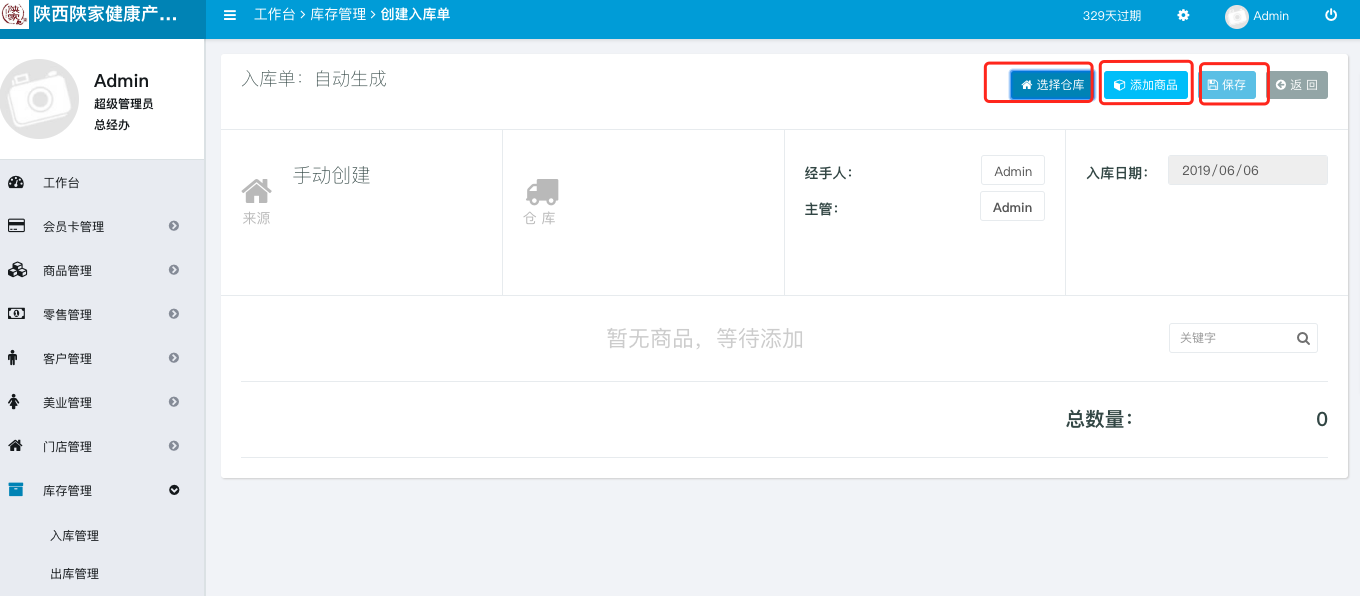 陕西陕家健康产...
工作台 > 库存管理 > 创建入库单
329天过期
Admin
Admin
超级管理员
总经办
工作台
会员卡管理
商品管理
零售管理
客户管理
美业管理
门店管理
库存管理
入库管理
出库管理
入库单：自动生成
选择仓库
添加商品
保存
返 回
手动创建
来源
仓 库
经手人：
Admin
主管：
Admin
入库日期：
2019/06/06
暂无商品，等待添加
关键字
总数量：
0